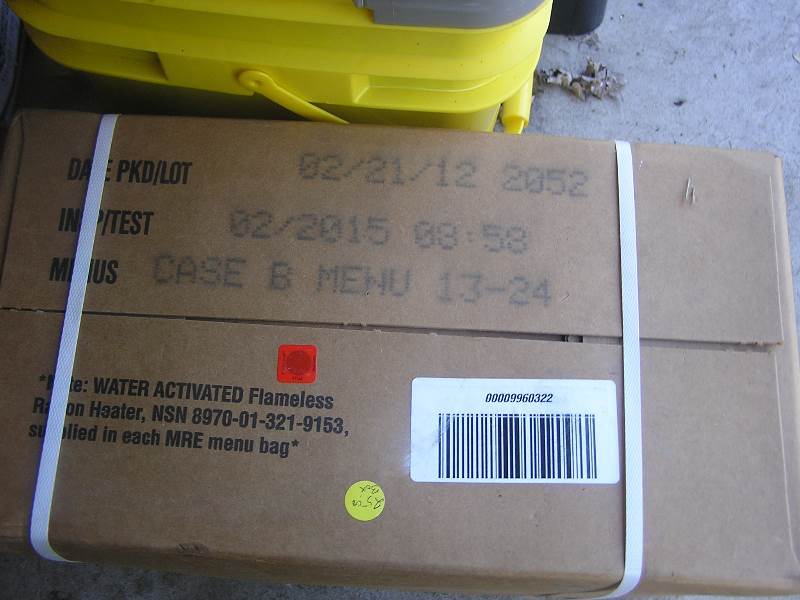 DATE PKD/LOT 02/21/12 2052
INSP/TEST 02/2015 08:58
MENUS CASE B MENU 13-24
*Note: WATER ACTIVATED Flameless
Ration Heater, NSN 8970-01-321-9153,
supplied in each MRE menu bag*
00009960322